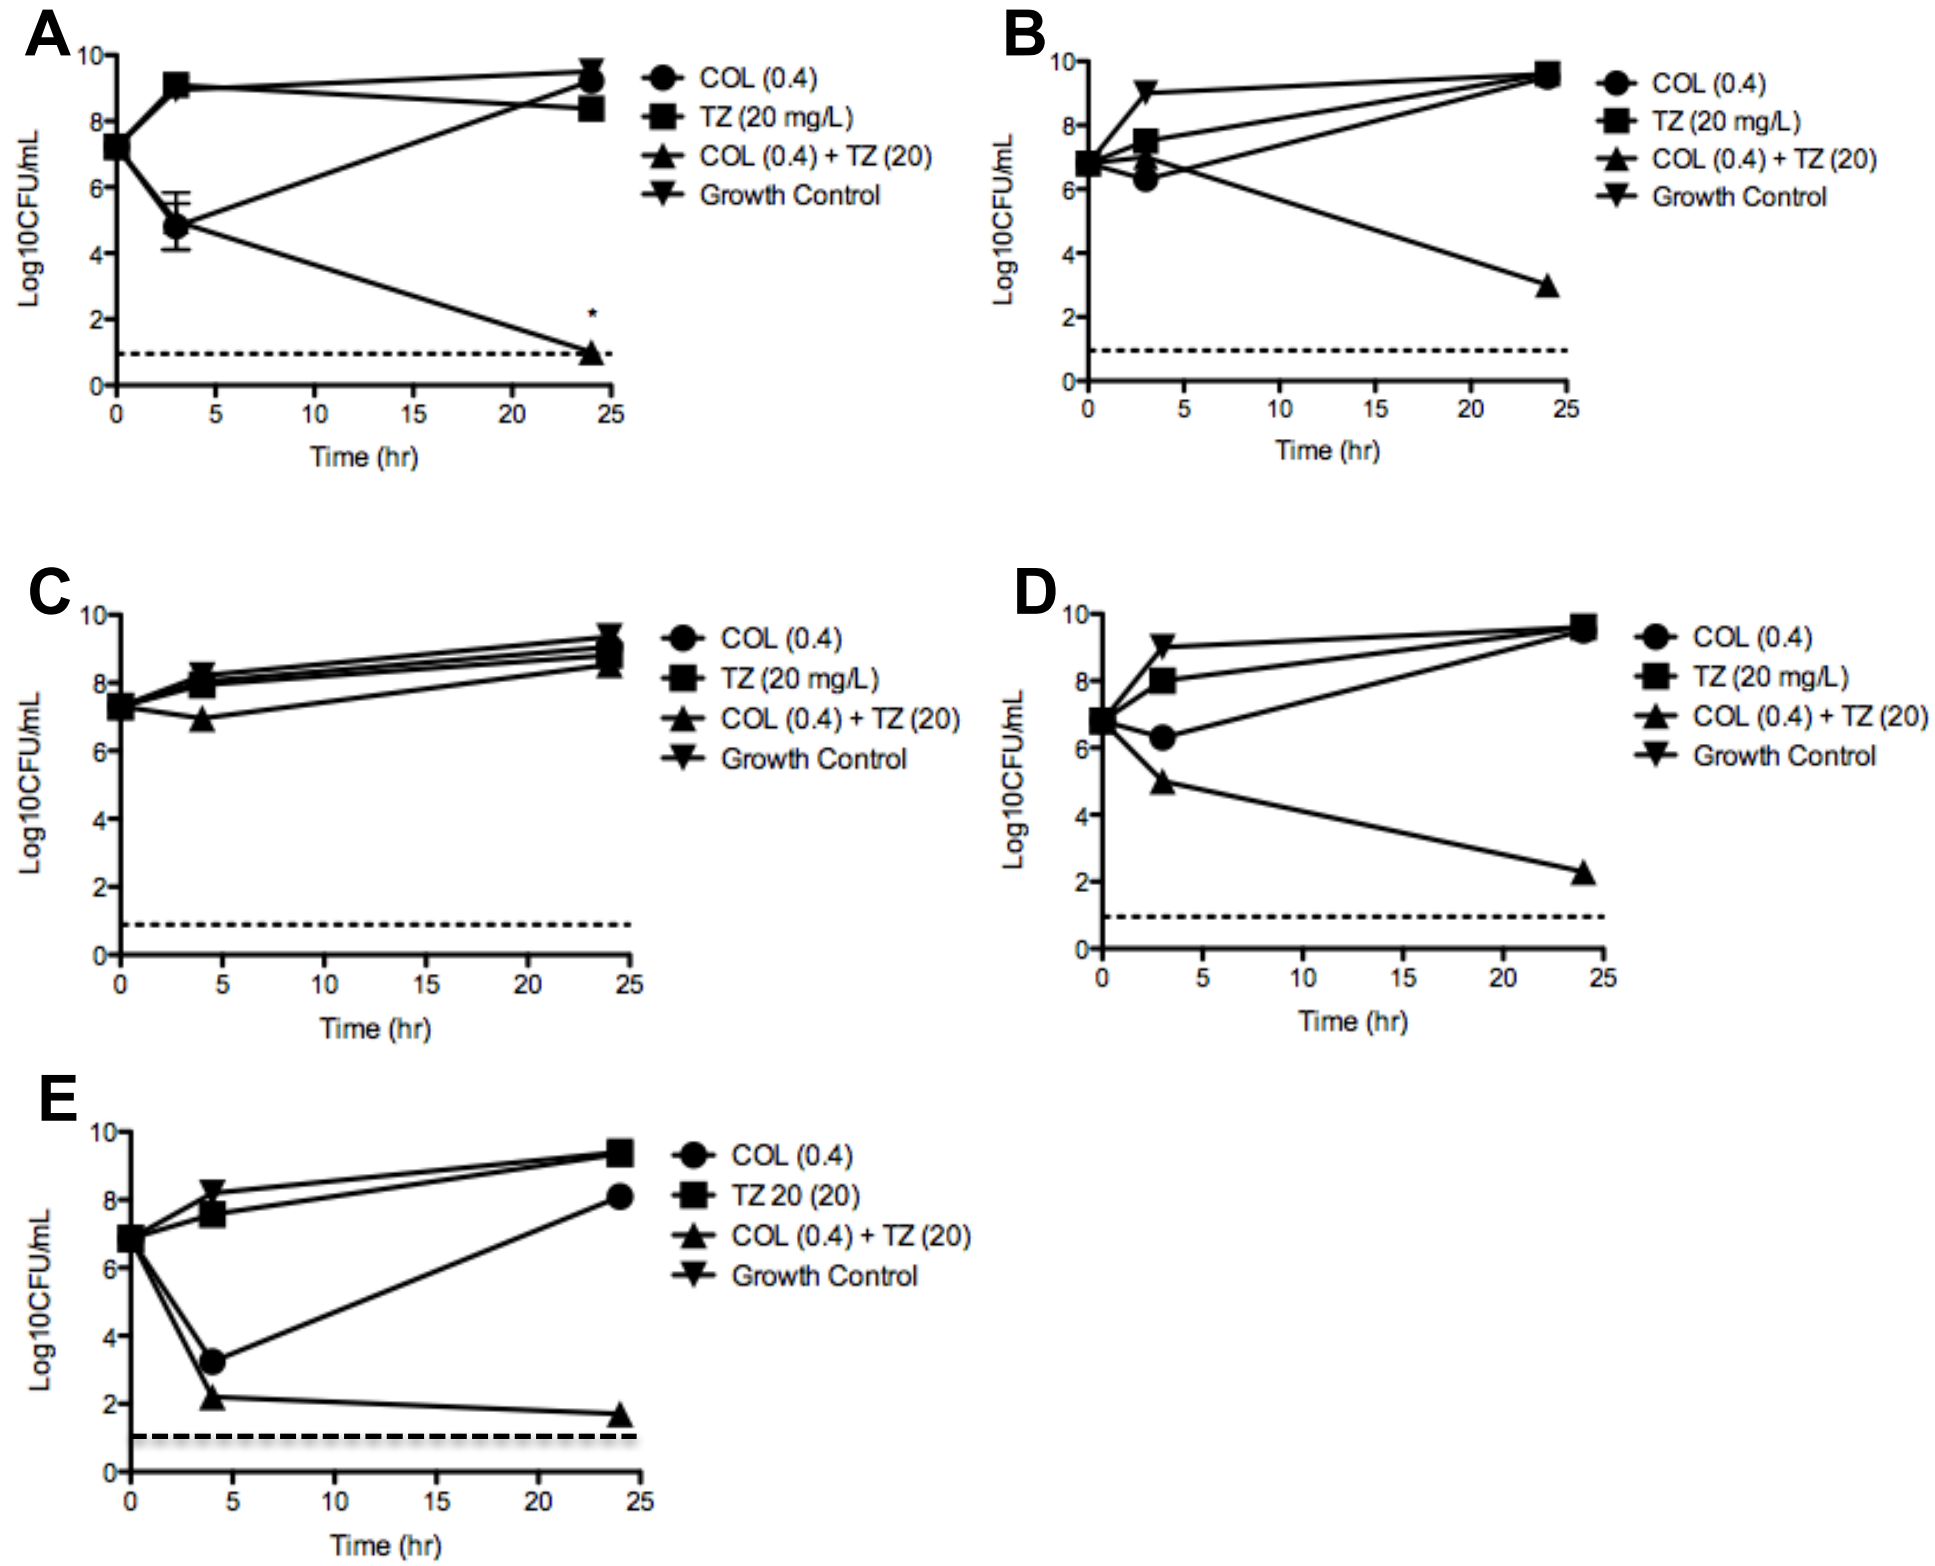 A
10
8
6
4
2
0
Log10CFU/mL
*
0 5 10 15 20 25
Time (hr)
COL (0.4)
TZ (20 mg/L)
COL (0.4) + TZ (20)
Growth Control
B
10
8
6
4
2
0
Log10CFU/mL
0 5 10 15 20 25
Time (hr)
COL (0.4)
TZ (20 mg/L)
COL (0.4) + TZ (20)
Growth Control
C
10
8
6
4
2
0
Log10CFU/mL
0 5 10 15 20 25
Time (hr)
COL (0.4)
TZ (20 mg/L)
COL (0.4) + TZ (20)
Growth Control
D
10
8
6
4
2
0
Log10CFU/mL
0 5 10 15 20 25
Time (hr)
COL (0.4)
TZ (20 mg/L)
COL (0.4) + TZ (20)
Growth Control
E
10
8
6
4
2
0
Log10CFU/mL
0 5 10 15 20 25
Time (hr)
COL (0.4)
TZ 20 (20)
COL (0.4) + TZ (20)
Growth Control